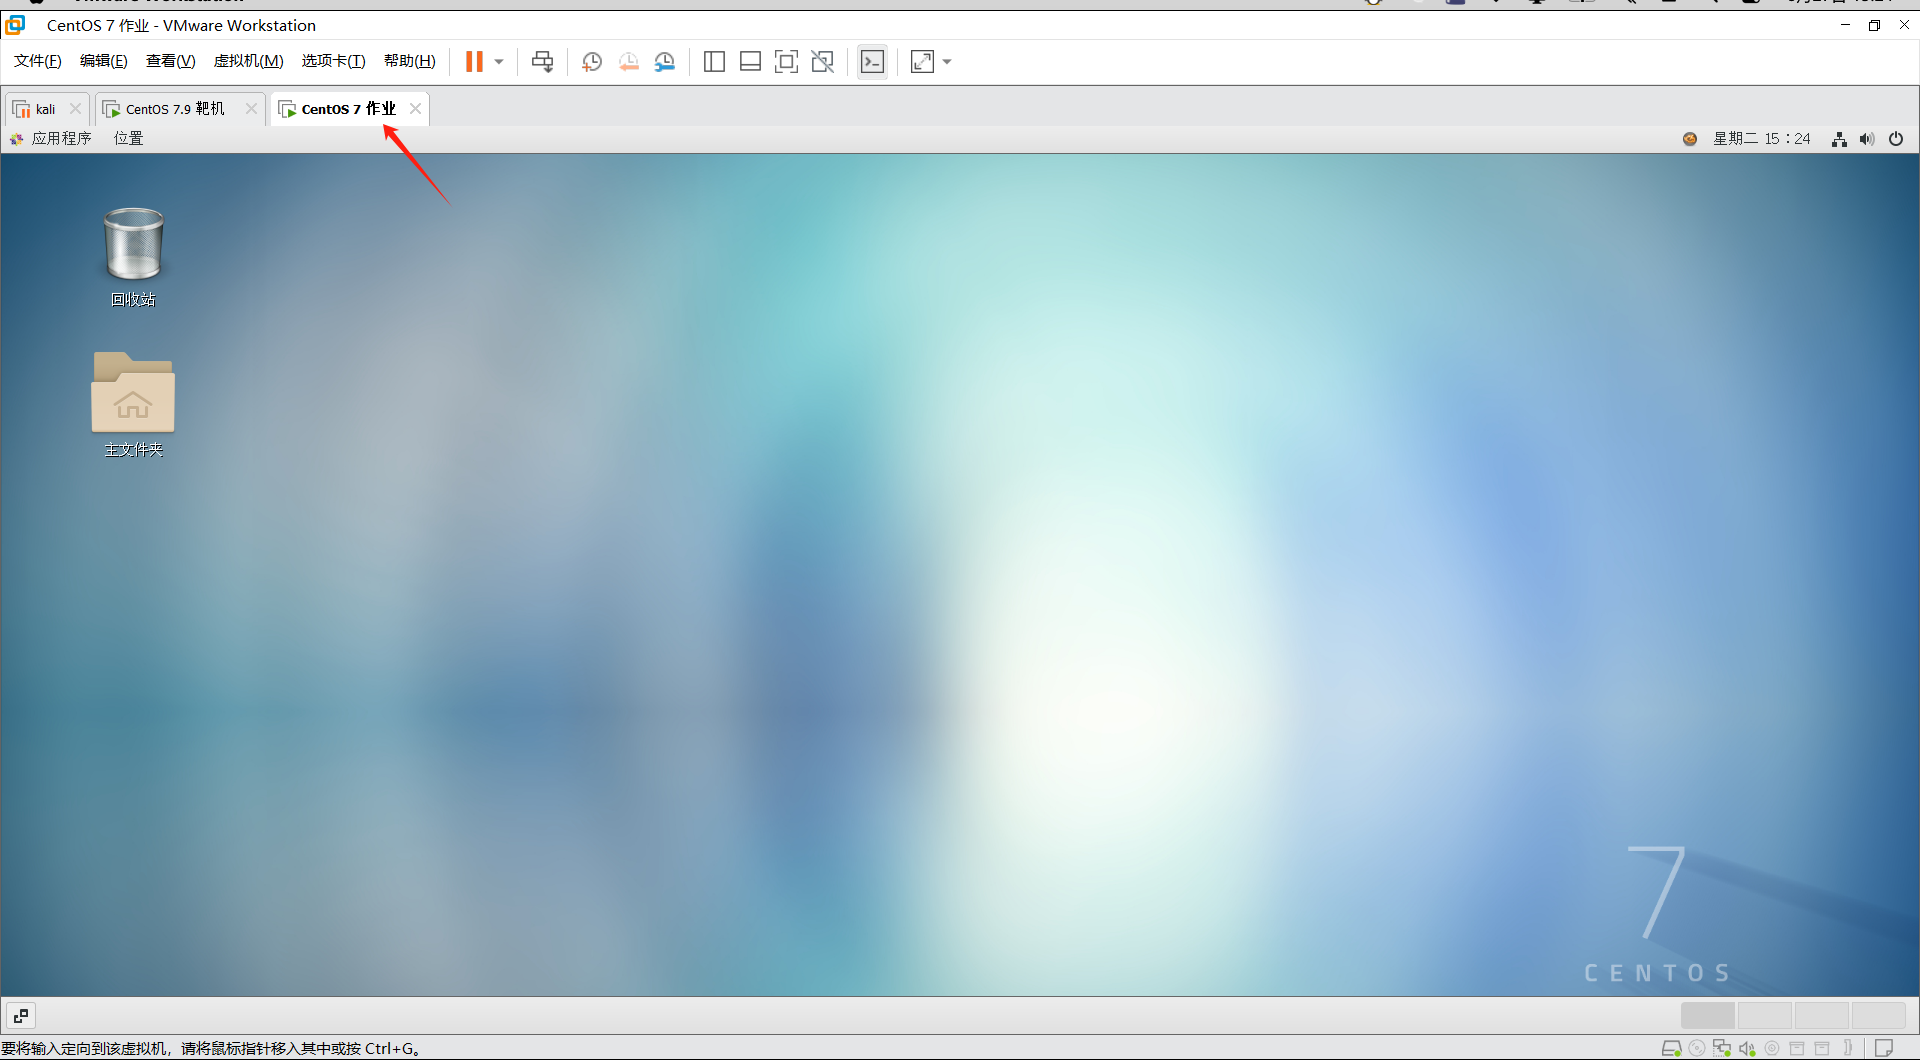 CentOS 7 作业 - VMware Workstation
文件(F) 编辑(E) 查看(V) 虚拟机(M) 选项卡(T) 帮助(H)
kali CentOS 7.9 靶机 CentOS 7 作业
应用程序 位置 星期二 15：24
回收站
主文件夹
7
CENTOS
要将输入定向到该虚拟机，请将鼠标指针移入其中或按 Ctrl+G。